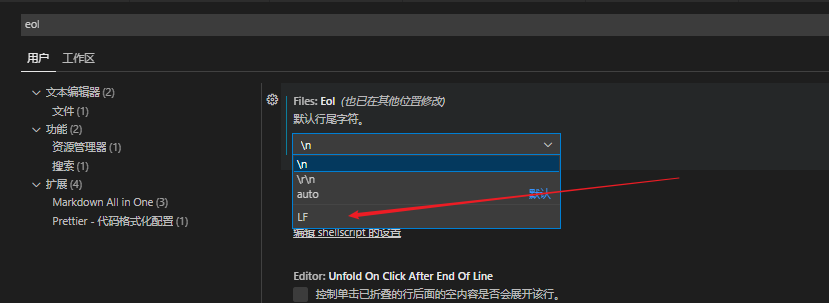 eol
用户 工作区
文本编辑器 (2)
文件 (1)
功能 (2)
资源管理器 (1)
搜索 (1)
扩展 (4)
Markdown All in One (3)
Prettier - 代码格式化配置 (1)
Files: Eol (也已在其他位置修改)
默认行尾字符。
\n
\n
\r\n
auto 默认
LF
编辑 shellscript 的设置
Editor: Unfold On Click After End Of Line
控制单击已折叠的行后面的空内容是否会展开该行。